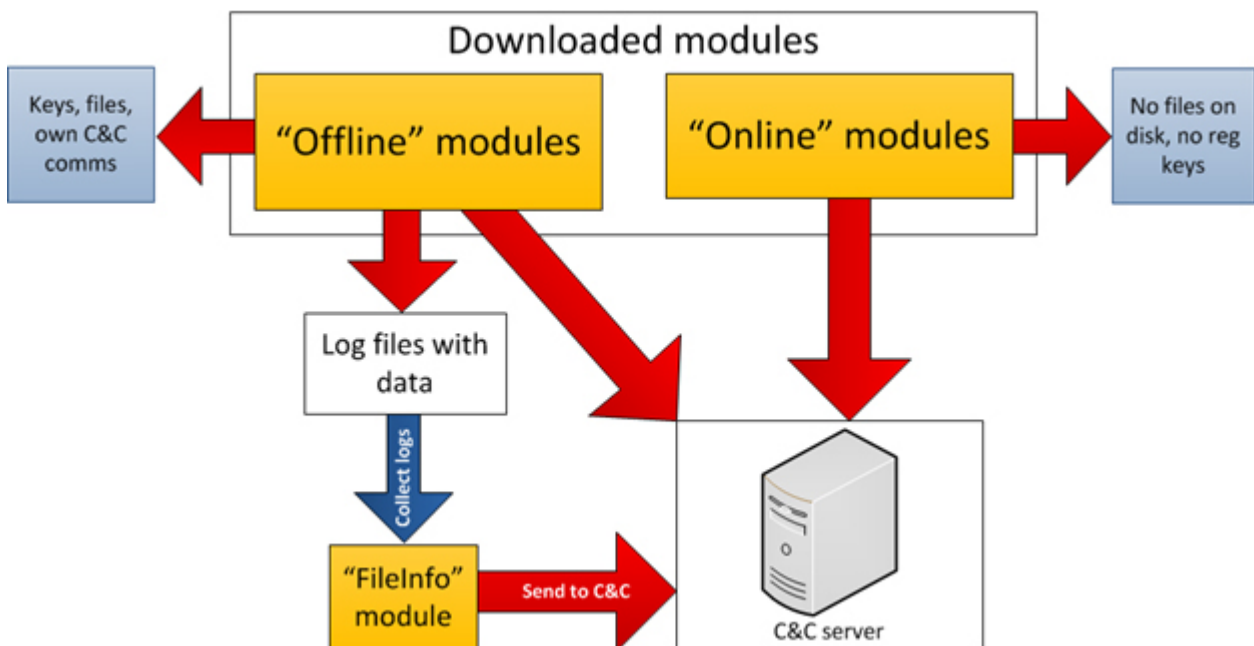 Downloaded modules
Keys, files,
own C&C
comms
“Offline” modules
“Online” modules
No files on
disk, no reg
keys
Log files with
data
Collect logs
“FileInfo”
module
Send to C&C
C&C server